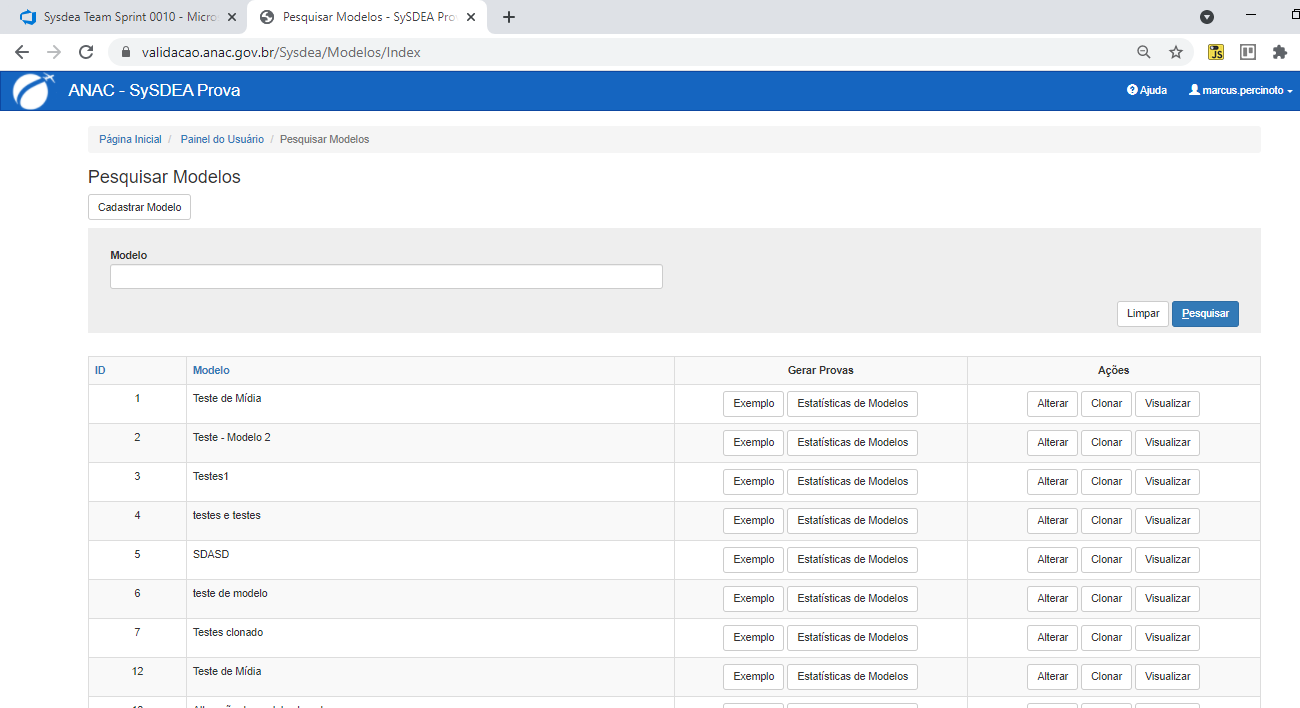 Sysdea Team Sprint 0010 - Micro
Pesquisar Modelos - SySDEA Pro
validacao.anac.gov.br/Sysdea/Modelos/Index
JS
ANAC - SySDEA Prova
Ajuda
marcus.percinoto
Página Inicial / Painel do Usuário / Pesquisar Modelos
Pesquisar Modelos
Cadastrar Modelo
Modelo
Limpar Pesquisar
ID Modelo Gerar Provas Ações
1 Teste de Mídia Exemplo Estatísticas de Modelos Alterar Clonar Visualizar
2 Teste - Modelo 2 Exemplo Estatísticas de Modelos Alterar Clonar Visualizar
3 Testes1 Exemplo Estatísticas de Modelos Alterar Clonar Visualizar
4 testes e testes Exemplo Estatísticas de Modelos Alterar Clonar Visualizar
5 SDASD Exemplo Estatísticas de Modelos Alterar Clonar Visualizar
6 teste de modelo Exemplo Estatísticas de Modelos Alterar Clonar Visualizar
7 Testes clonado Exemplo Estatísticas de Modelos Alterar Clonar Visualizar
12 Teste de Mídia Exemplo Estatísticas de Modelos Alterar Clonar Visualizar